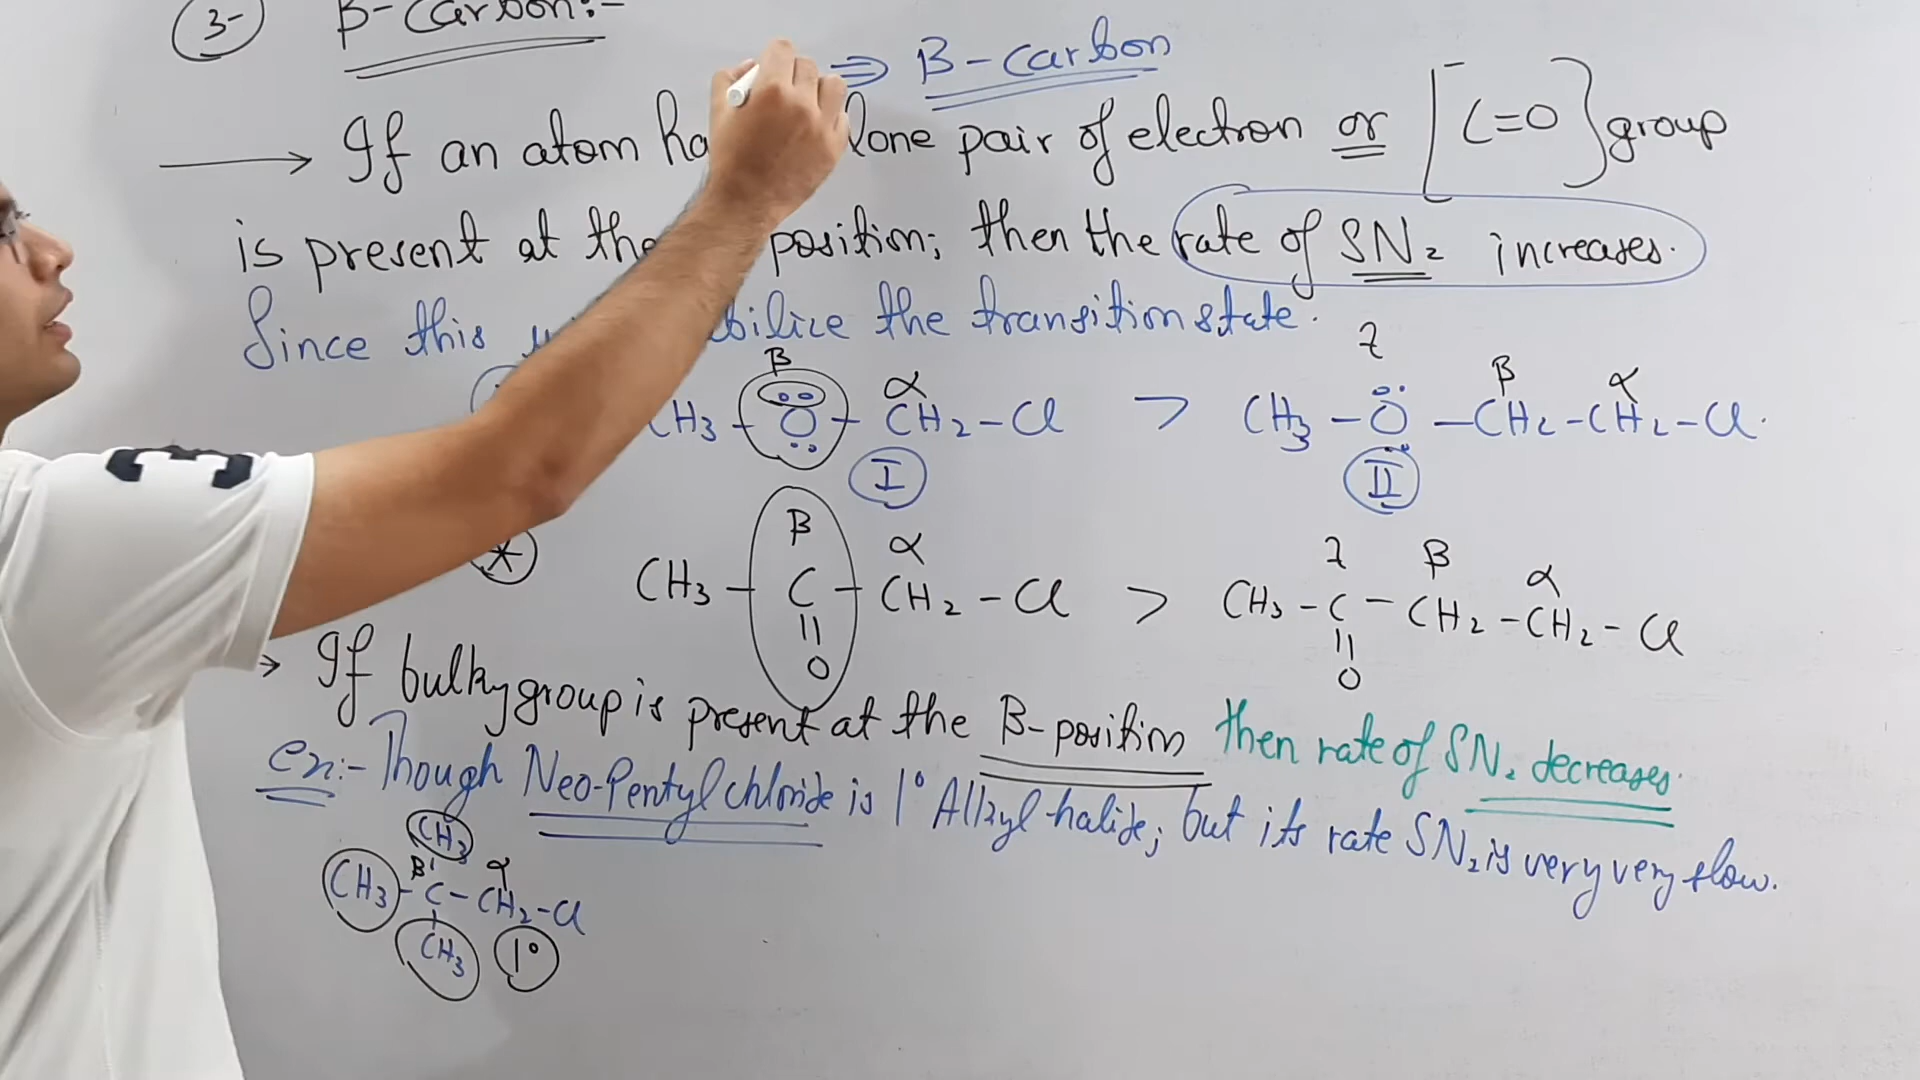 3- β-Carbon:-
⇒ β-carbon
→ If an atom lone pair of electron or [C=O] group
is present at the position; then the rate of SN2 increases.
Since this the transition state.
CH3 - O - CH2 - Cl > CH3 - O - CH2 - CH2 - Cl.
β α β α
I II
β α β α
CH3 - C - CH2 - Cl > CH3 - C - CH2 - CH2 - Cl
|| ||
O O
→ If bulky group is present at the β-position then rate of SN2 decreases.
ex:- Though Neo-Pentyl chloride is 1° Alkyl halide; but its rate SN2 is very very slow.
CH3
β α
CH3 - C - CH2 - Cl
CH3 1°